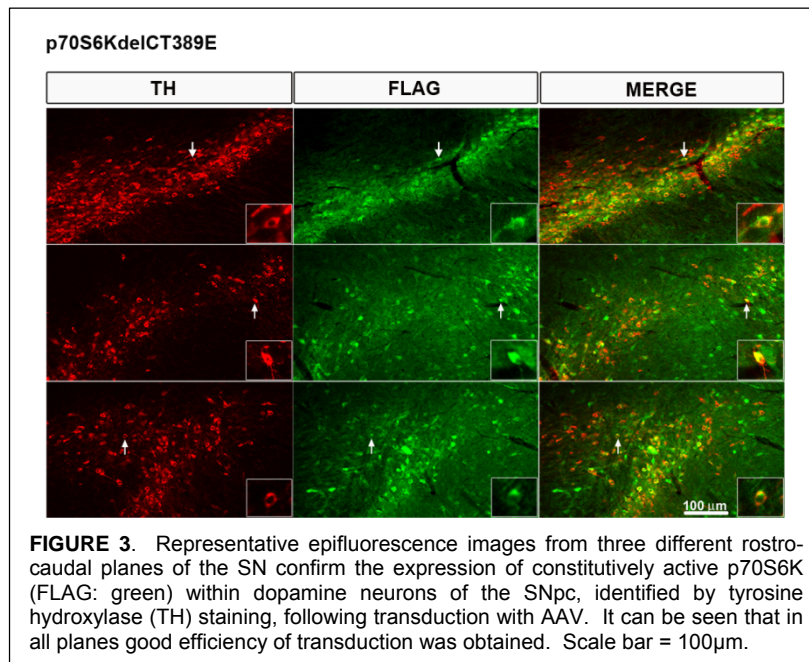 p70S6KdelCT389E
TH FLAG MERGE
100 µm
FIGURE 3. Representative epifluorescence images from three different rostro-
caudal planes of the SN confirm the expression of constitutively active p70S6K
(FLAG: green) within dopamine neurons of the SNpc, identified by tyrosine
hydroxylase (TH) staining, following transduction with AAV. It can be seen that in
all planes good efficiency of transduction was obtained. Scale bar = 100µm.